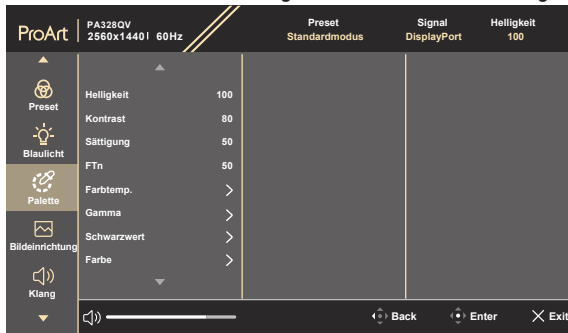 ProArt
PA328QV
2560x1440 60Hz
Preset
Standardmodus
Signal
DisplayPort
Helligkeit
100
Preset
Blaulicht
Palette
Bildeinrichtung
Klang
Helligkeit 100
Kontrast 80
Sättigung 50
FTn 50
Farbtemp.
Gamma
Schwarzwert
Farbe
Back
Enter
Exit